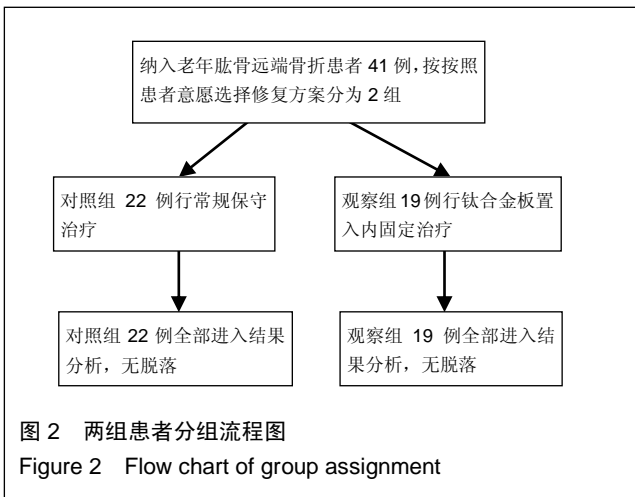 纳入老年肱骨远端骨折患者 41 例，按按照
患者意愿选择修复方案分为 2 组
对照组 22 例行常规保守
治疗
观察组 19 例行钛合金板置
入内固定治疗
对照组 22 例全部进入结果
分析，无脱落
观察组 19 例全部进入结
果分析，无脱落
图 2 两组患者分组流程图
Figure 2 Flow chart of group assignment